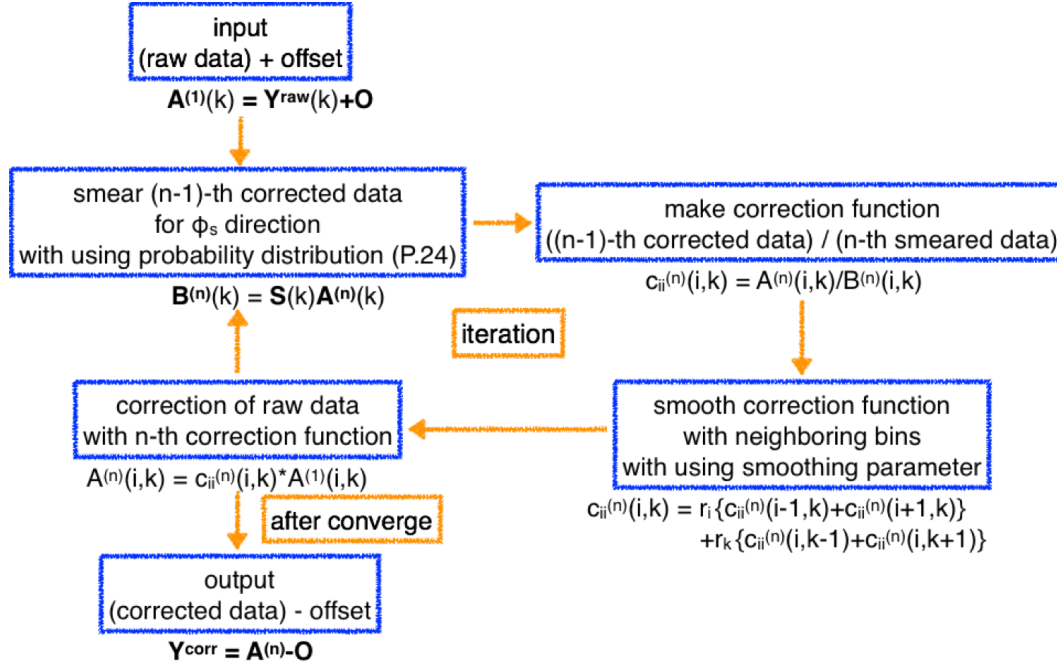 input
(raw data) + offset
A⁽¹⁾(k) = Yʳᵃʷ(k)+O
smear (n-1)-th corrected data
for ϕₛ direction
with using probability distribution (P.24)
B⁽ⁿ⁾(k) = S(k)A⁽ⁿ⁾(k)
make correction function
((n-1)-th corrected data) / (n-th smeared data)
cᵢᵢ⁽ⁿ⁾(i,k) = A⁽ⁿ⁾(i,k)/B⁽ⁿ⁾(i,k)
iteration
smooth correction function
with neighboring bins
with using smoothing parameter
cᵢᵢ⁽ⁿ⁾(i,k) = rᵢ{cᵢᵢ⁽ⁿ⁾(i-1,k)+cᵢᵢ⁽ⁿ⁾(i+1,k)}
+rₖ{cᵢᵢ⁽ⁿ⁾(i,k-1)+cᵢᵢ⁽ⁿ⁾(i,k+1)}
correction of raw data
with n-th correction function
A⁽ⁿ⁾(i,k) = cᵢᵢ⁽ⁿ⁾(i,k)*A⁽¹⁾(i,k)
after converge
output
(corrected data) - offset
Yᶜᵒʳʳ = A⁽ⁿ⁾-O